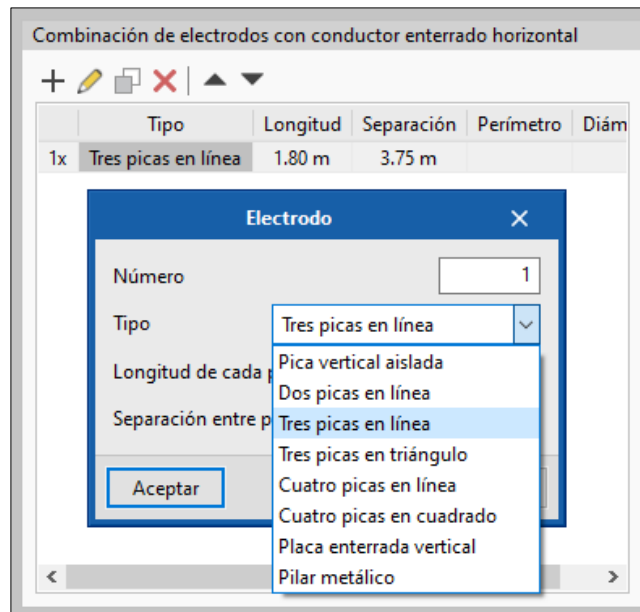 Combinación de electrodos con conductor enterrado horizontal
Tipo Longitud Separación Perímetro Diám
1x Tres picas en línea 1.80 m 3.75 m
Electrodo
Número 1
Tipo Tres picas en línea
Longitud de cada p
Separación entre p
Pica vertical aislada
Dos picas en línea
Tres picas en línea
Tres picas en triángulo
Cuatro picas en línea
Cuatro picas en cuadrado
Placa enterrada vertical
Pilar metálico
Aceptar